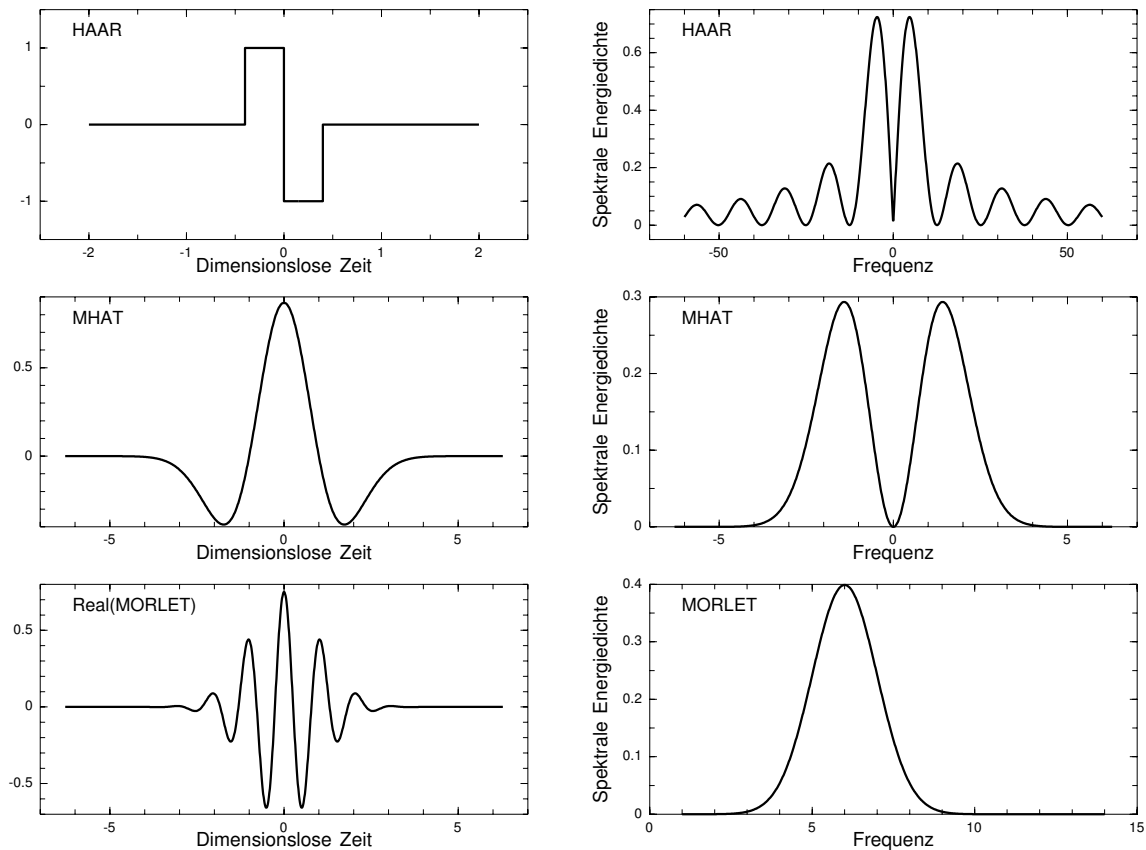 HAAR
1
0
-1
-2
-1
0
1
2
Dimensionslose Zeit
HAAR
Spektrale Energiedichte
0.6
0.4
0.2
0
-50
0
50
Frequenz
MHAT
0.5
0
-5
0
5
Dimensionslose Zeit
MHAT
Spektrale Energiedichte
0.3
0.2
0.1
0
-5
0
5
Frequenz
Real(MORLET)
0.5
0
-0.5
-5
0
5
Dimensionslose Zeit
MORLET
Spektrale Energiedichte
0.4
0.3
0.2
0.1
0
0
5
10
15
Frequenz